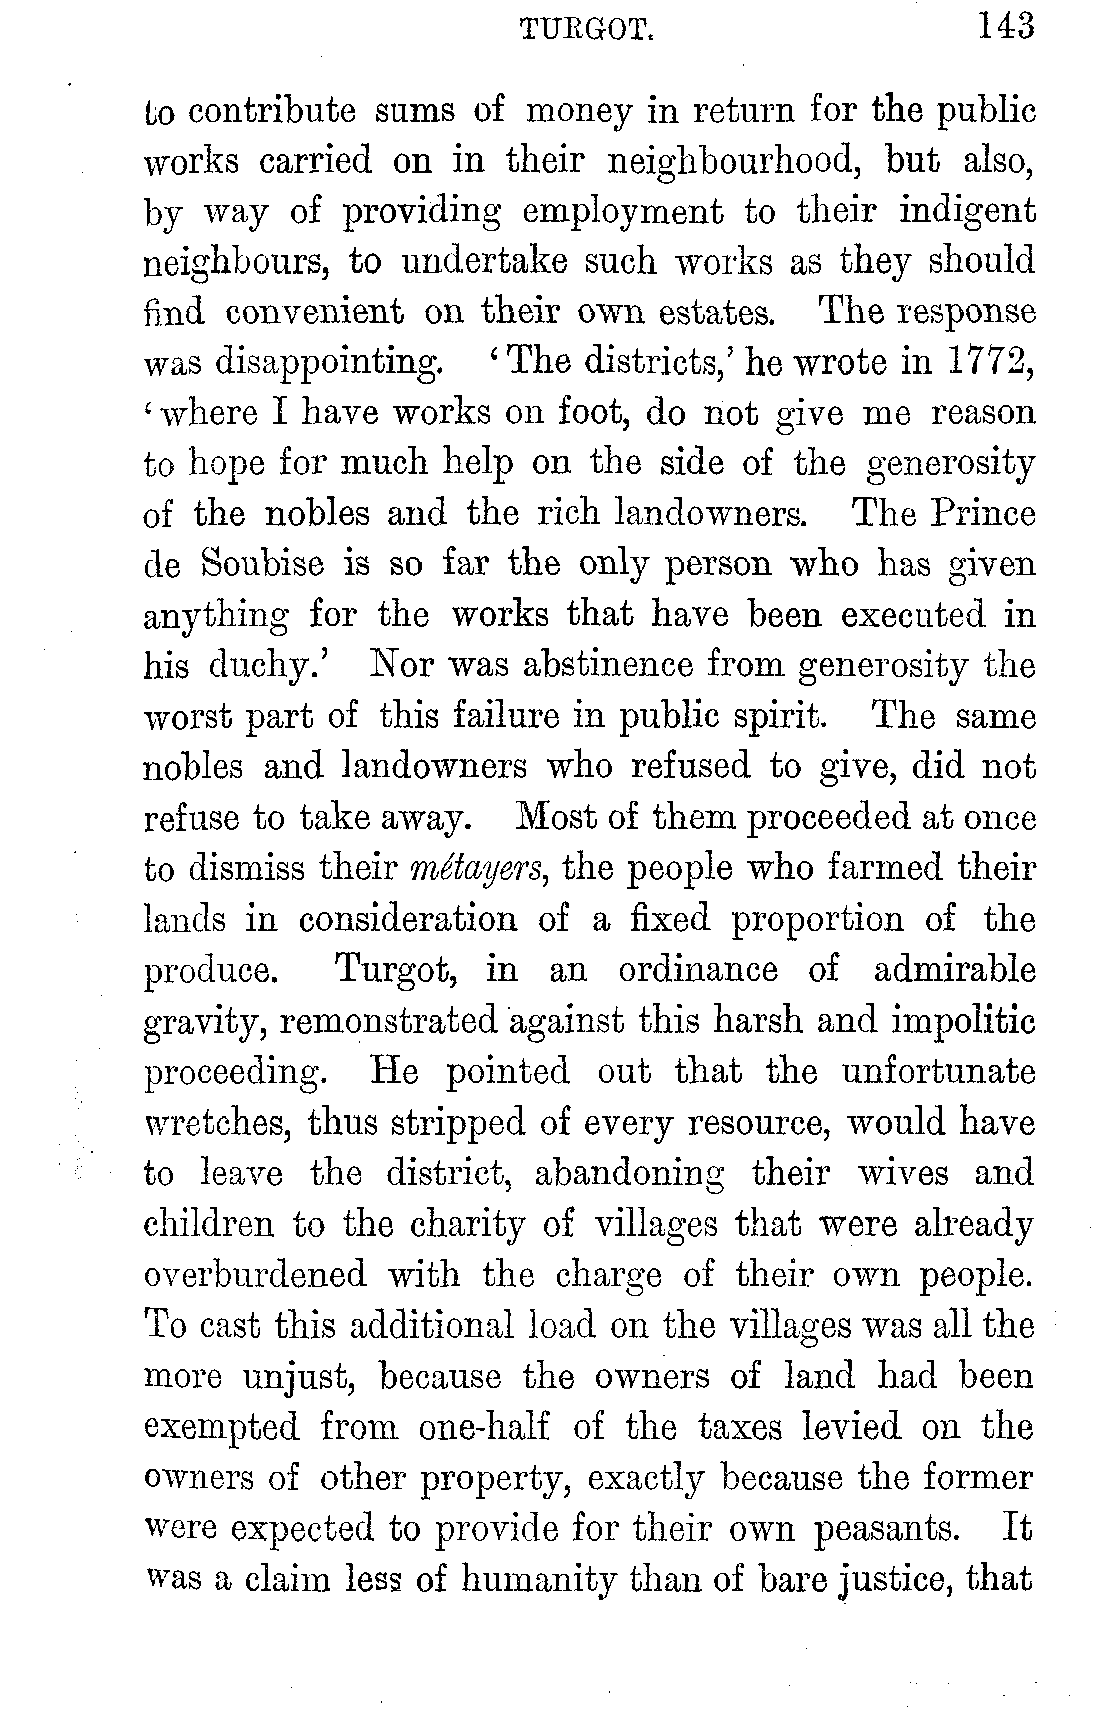 TURGOT. 143
to contribute sums of money in return for the public
works carried on in their neighbourhood, but also,
by way of providing employment to their indigent
neighbours, to undertake such works as they should
find convenient on their own estates. The response
was disappointing. ‘The districts,’ he wrote in 1772,
‘where I have works on foot, do not give me reason
to hope for much help on the side of the generosity
of the nobles and the rich landowners. The Prince
de Soubise is so far the only person who has given
anything for the works that have been executed in
his duchy.’ Nor was abstinence from generosity the
worst part of this failure in public spirit. The same
nobles and landowners who refused to give, did not
refuse to take away. Most of them proceeded at once
to dismiss their métayers, the people who farmed their
lands in consideration of a fixed proportion of the
produce. Turgot, in an ordinance of admirable
gravity, remonstrated against this harsh and impolitic
proceeding. He pointed out that the unfortunate
wretches, thus stripped of every resource, would have
to leave the district, abandoning their wives and
children to the charity of villages that were already
overburdened with the charge of their own people.
To cast this additional load on the villages was all the
more unjust, because the owners of land had been
exempted from one-half of the taxes levied on the
owners of other property, exactly because the former
were expected to provide for their own peasants. It
was a claim less of humanity than of bare justice, that